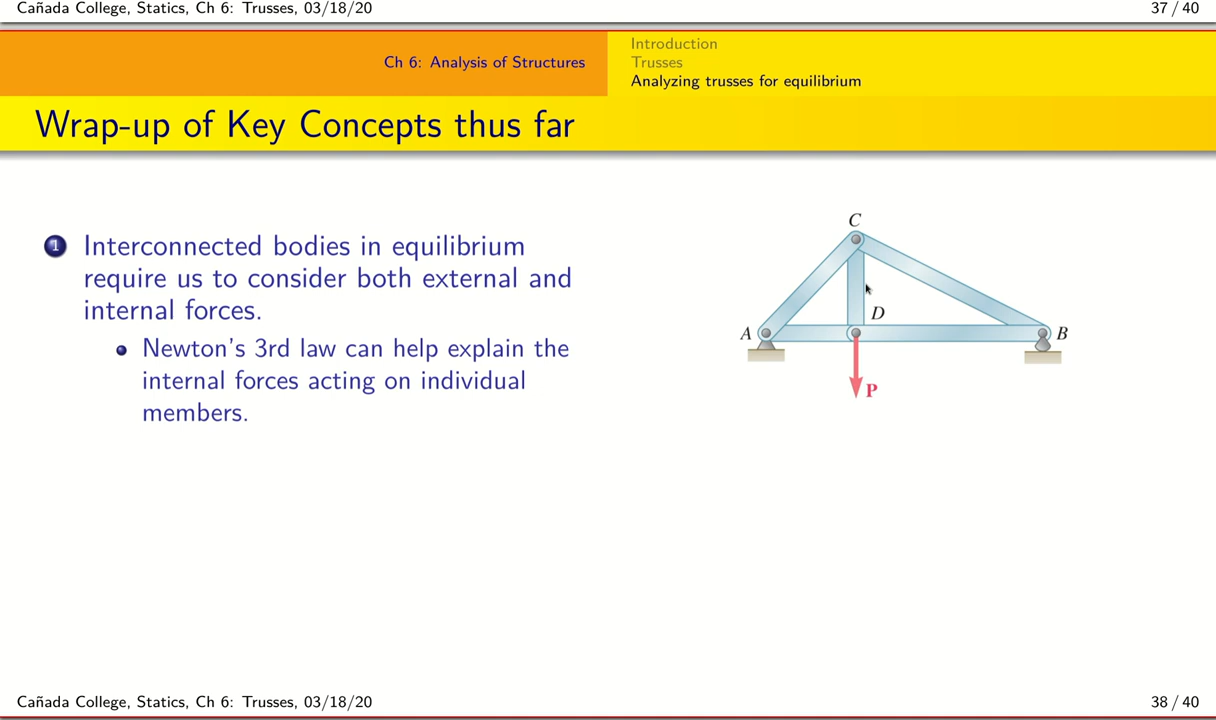 Cañada College, Statics, Ch 6: Trusses, 03/18/20 37 / 40
Ch 6: Analysis of Structures
Introduction
Trusses
Analyzing trusses for equilibrium
Wrap-up of Key Concepts thus far
1 Interconnected bodies in equilibrium
require us to consider both external and
internal forces.
Newton's 3rd law can help explain the
internal forces acting on individual
members.
C
D
A
B
P
Cañada College, Statics, Ch 6: Trusses, 03/18/20 38 / 40